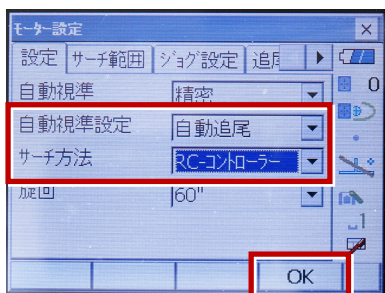 モーター設定
設定 サーチ範囲 ジョグ設定 追尾
0
自動視準 精密
自動視準設定 自動追尾
サーチ方法 RC-コントローラー
旋回 60"
1
OK